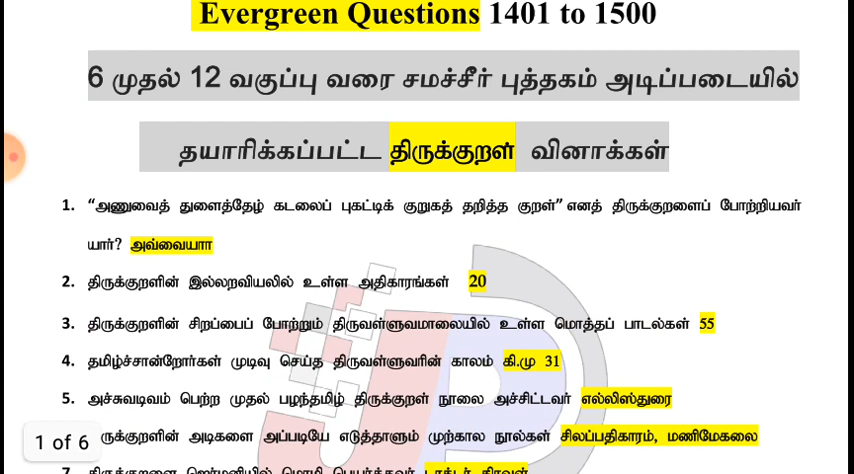 Evergreen Questions 1401 to 1500
6 முதல் 12 வகுப்பு வரை சமச்சீர் புத்தகம் அடிப்படையில்
தயாரிக்கப்பட்ட திருக்குறள் வினாக்கள்
1. “அணுவைத் துளைத்தேழ் கடலைப் புகட்டிக் குறுகத் தறித்த குறள்” எனத் திருக்குறளைப் போற்றியவர்
யார்? அவ்வையாா
2. திருக்குறளின் இல்லறவியலில் உள்ள அதிகாரங்கள் 20
3. திருக்குறளின் சிறப்பைப் போற்றும் திருவள்ளுவமாலையில் உள்ள மொத்தப் பாடல்கள் 55
4. தமிழ்ச்சான்றோர்கள் முடிவு செய்த திருவள்ளுவரின் காலம் கி.மு 31
5. அச்சுவடிவம் பெற்ற முதல் பழந்தமிழ் திருக்குறள் நூலை அச்சிட்டவர் எல்லிஸ்துரை
ருக்குறளின் அடிகளை அப்படியே எடுத்தாளும் முற்கால நூல்கள் சிலப்பதிகாரம், மணிமேகலை
1 of 6
7.